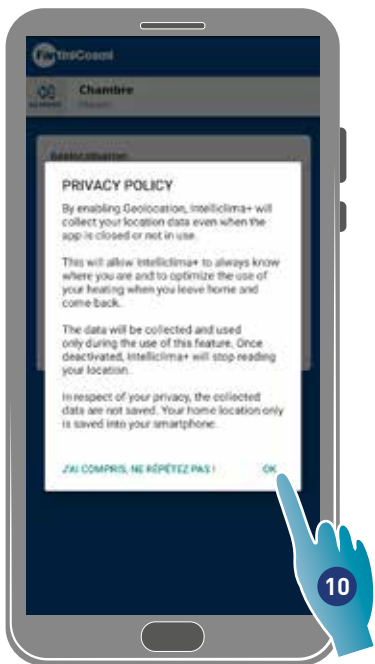 FantiniCosmi
Chambre
PRIVACY POLICY
By enabling Geolocation, Intelliclima+ will
collect your location data even when the
app is closed or not in use.
This will allow Intelliclima+ to always know
where you are and to optimize the use of
your heating when you leave home and
come back.
The data will be collected and used
only during the use of this feature. Once
deactivated, Intelliclima+ will stop reading
your location.
In respect of your privacy, the collected
data are not saved. Your home location only
is saved into your smartphone.
J'AI COMPRIS, NE RÉPÉTEZ PAS !
OK
10